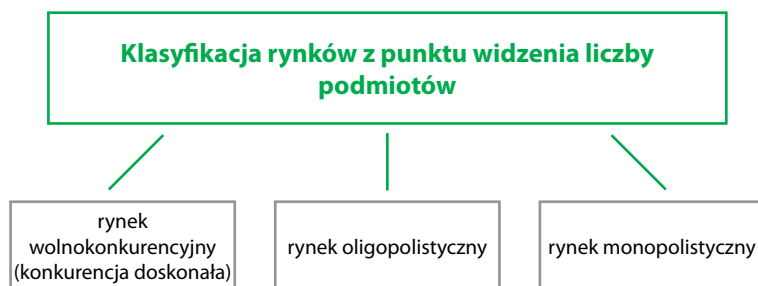 Klasyfikacja rynków z punktu widzenia liczby
podmiotów
rynek
wolnokonkurencyjny
(konkurencja doskonała)
rynek oligopolistyczny
rynek monopolistyczny